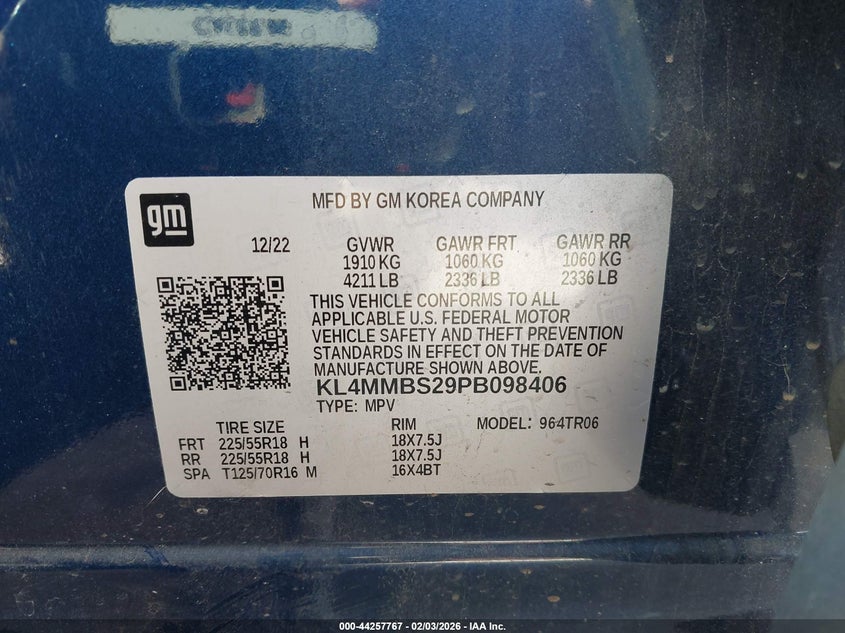 gm
MFD BY GM KOREA COMPANY
12/22 GVWR GAWR FRT GAWR RR
1910 KG 1060 KG 1060 KG
4211 LB 2336 LB 2336 LB
THIS VEHICLE CONFORMS TO ALL
APPLICABLE U.S. FEDERAL MOTOR
VEHICLE SAFETY AND THEFT PREVENTION
STANDARDS IN EFFECT ON THE DATE OF
MANUFACTURE SHOWN ABOVE.
KL4MMBS29PB098406
TYPE: MPV
TIRE SIZE RIM MODEL: 964TR06
FRT 225/55R18 H 18X7.5J
RR 225/55R18 H 18X7.5J
SPA T125/70R16 M 16X4BT
000-44257767 - 02/03/2026 - IAA Inc.